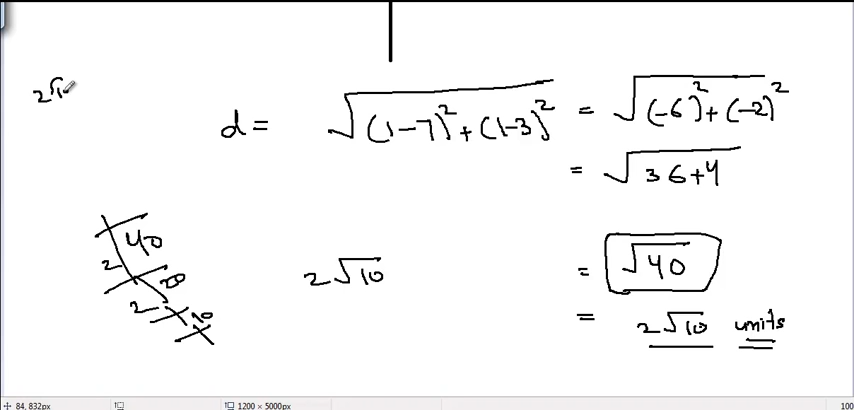 2√10
d = √((1-7)² + (1-3)²) = √((-6)² + (-2)²)
= √(36+4)
40
2
20
2
10
2√10
= √40
= 2√10 units
84, 832px
1200 × 5000px
100